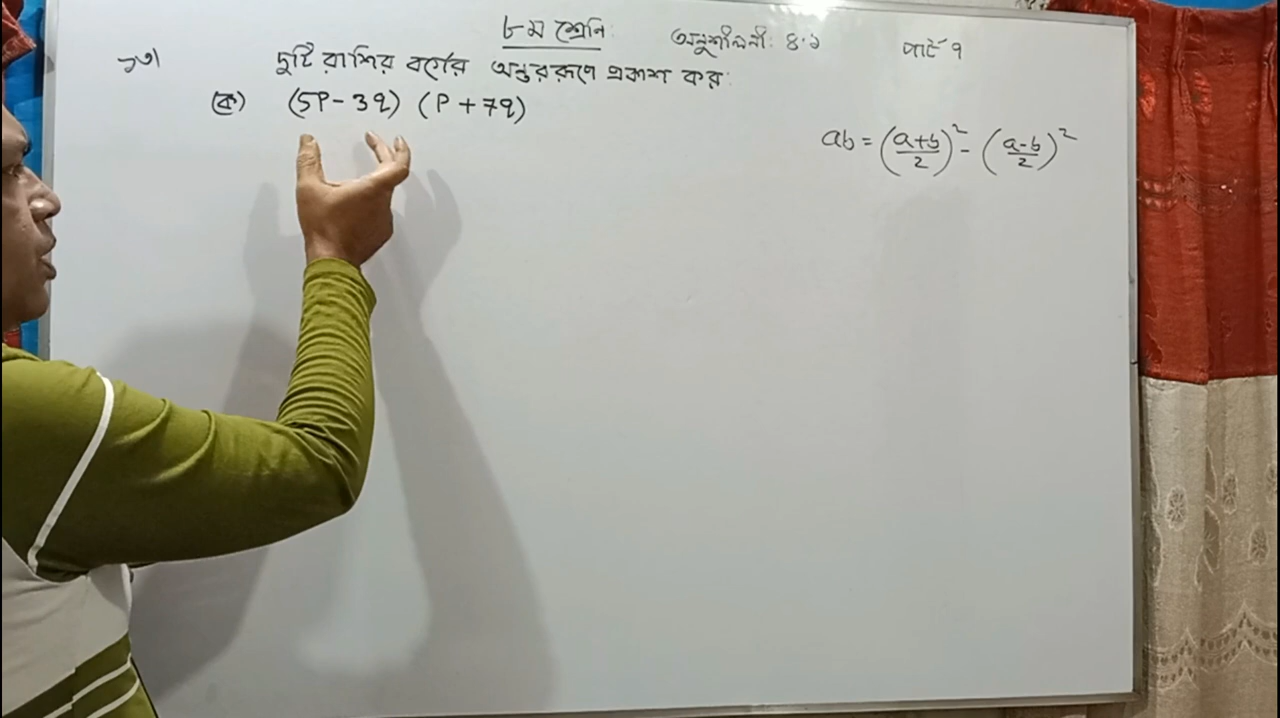 ৮ম শ্রেণি: অনুশীলনী: ৪.১ পার্ট ৭
১৩। দুটি রাশির বর্গের অন্তররূপে প্রকাশ কর:
(ক) (5P - 3q) (P + 7q)
ab = (a+b/2)² - (a-b/2)²